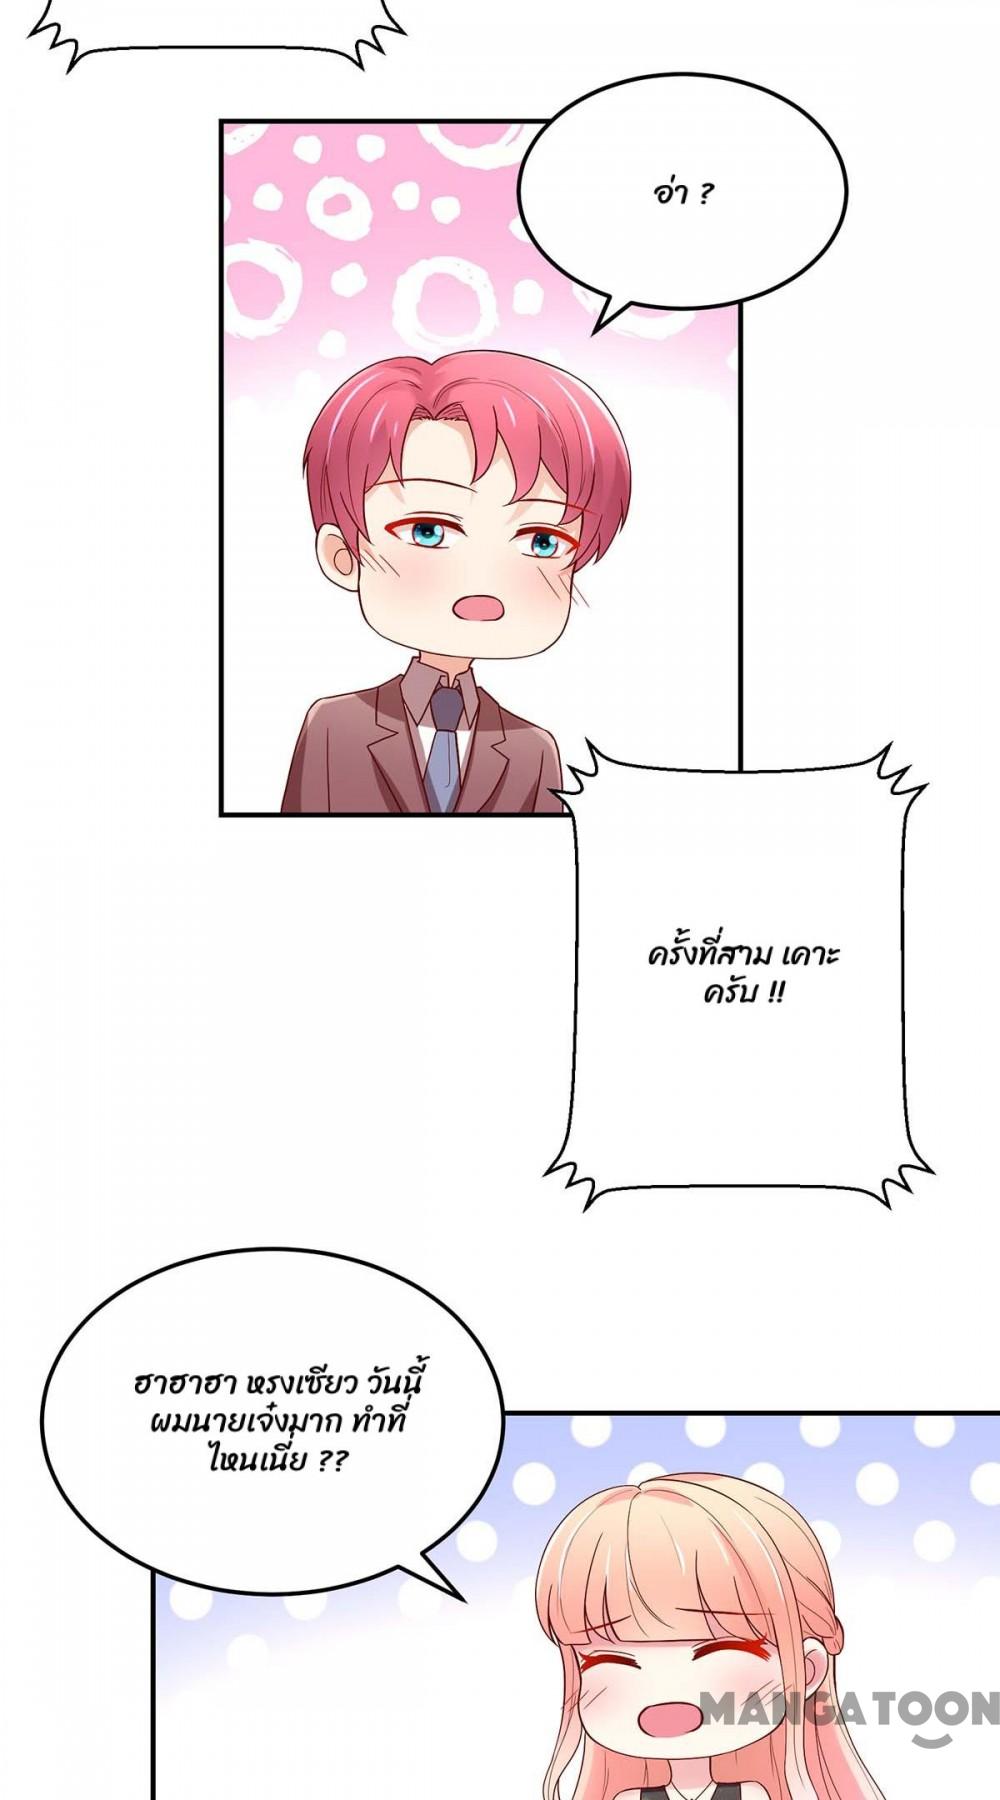 อ่า ?
ครั้งที่สาม เคาะ
ครับ !!
ฮาฮาฮา หรงเซียว วันนี้
ผมนายเจ๋งมาก ทำที่
ไหนเนี่ย ??
MANGATOON